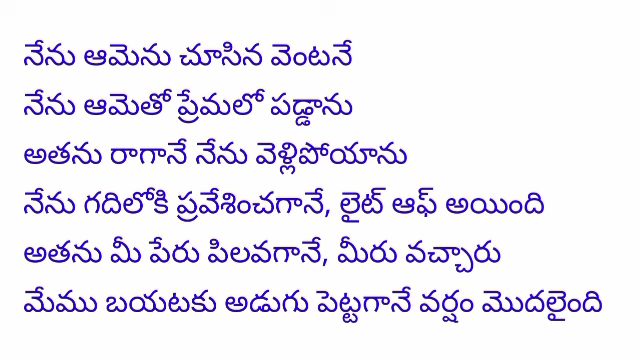 నేను ఆమెను చూసిన వెంటనే
నేను ఆమెతో ప్రేమలో పడ్డాను
అతను రాగానే నేను వెళ్లిపోయాను
నేను గదిలోకి ప్రవేశించగానే, లైట్ ఆఫ్ అయింది
అతను మీ పేరు పిలవగానే, మీరు వచ్చారు
మేము బయటకు అడుగు పెట్టగానే వర్షం మొదలైంది